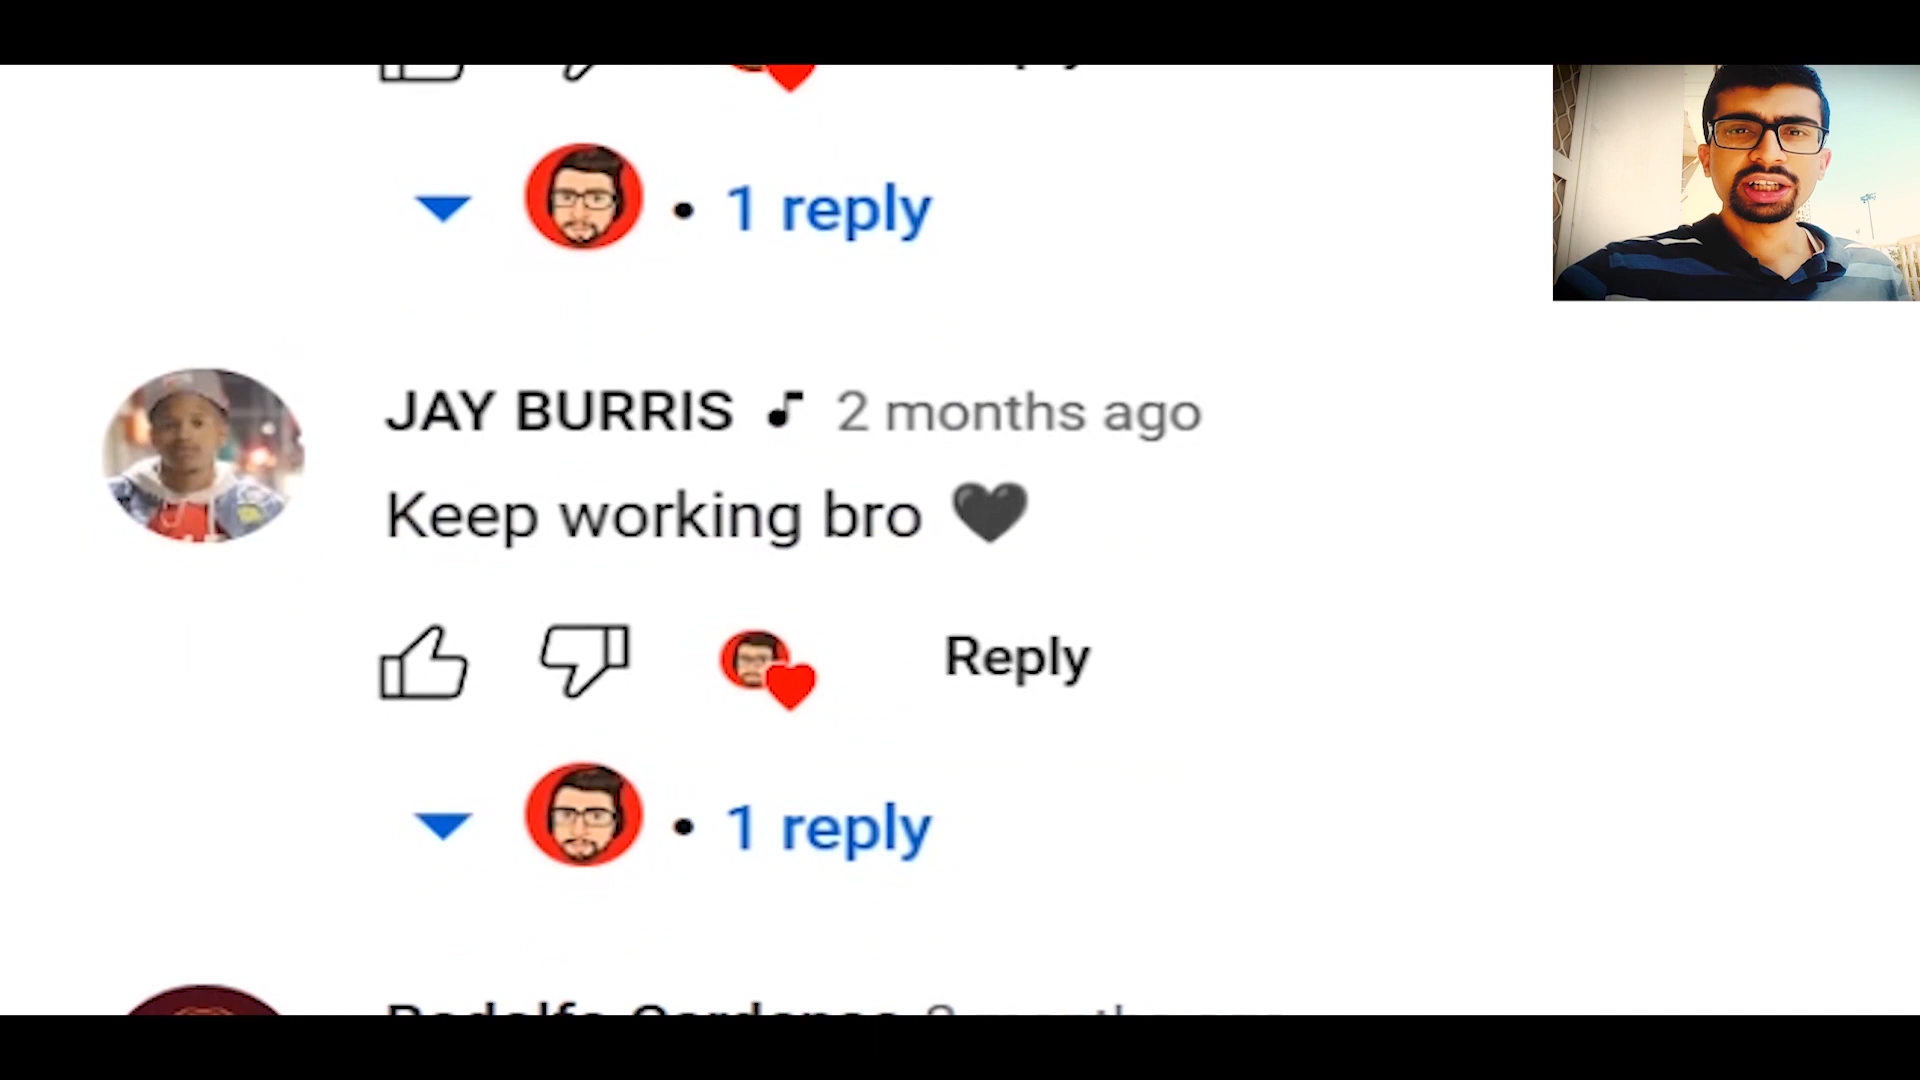 1 reply
JAY BURRIS 2 months ago
Keep working bro 🖤
Reply
1 reply